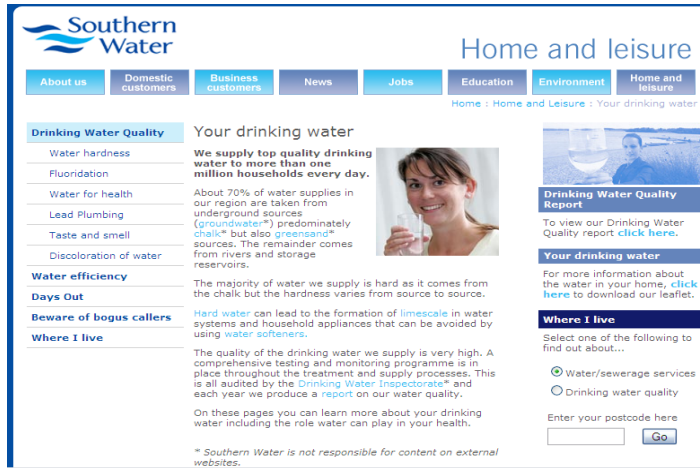 Southern
Water
Home and leisure
About us
Domestic
customers
Business
customers
News
Jobs
Education
Environment
Home and
leisure
Home : Home and Leisure : Your drinking water
Drinking Water Quality
Water hardness
Fluoridation
Water for health
Lead Plumbing
Taste and smell
Discoloration of water
Water efficiency
Days Out
Beware of bogus callers
Where I live
Your drinking water
We supply top quality drinking
water to more than one
million households every day.
About 70% of water supplies in
our region are taken from
underground sources
(groundwater*) predominately
chalk* but also greensand*
sources. The remainder comes
from rivers and storage
reservoirs.
The majority of water we supply is hard as it comes from
the chalk but the hardness varies from source to source.
Hard water can lead to the formation of limescale in water
systems and household appliances that can be avoided by
using water softeners.
The quality of the drinking water we supply is very high. A
comprehensive testing and monitoring programme is in
place throughout the treatment and supply processes. This
is all audited by the Drinking Water Inspectorate* and
each year we produce a report on our water quality.
On these pages you can learn more about your drinking
water including the role water can play in your health.
* Southern Water is not responsible for content on external
websites.
Drinking Water Quality
Report
To view our Drinking Water
Quality report click here.
Your drinking water
For more information about
the water in your home, click
here to download our leaflet.
Where I live
Select one of the following to
find out about...
Water/sewerage services
Drinking water quality
Enter your postcode here
Go